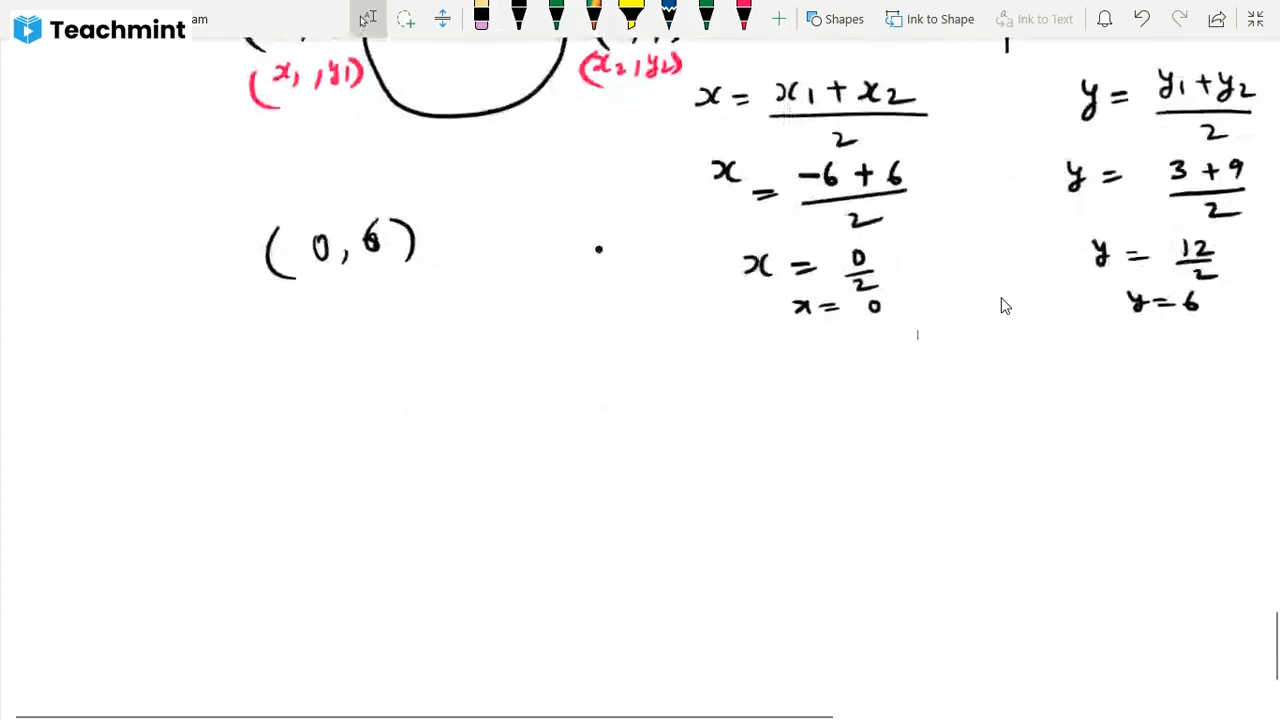 Teachmint am Shapes Ink to Shape Ink to Text
(x₁ , y₁) (x₂ , y₂)
x = x₁ + x₂ / 2 y = y₁ + y₂ / 2
x = -6 + 6 / 2 y = 3 + 9 / 2
(0, 6) x = 0 / 2 y = 12 / 2
x = 0 y = 6